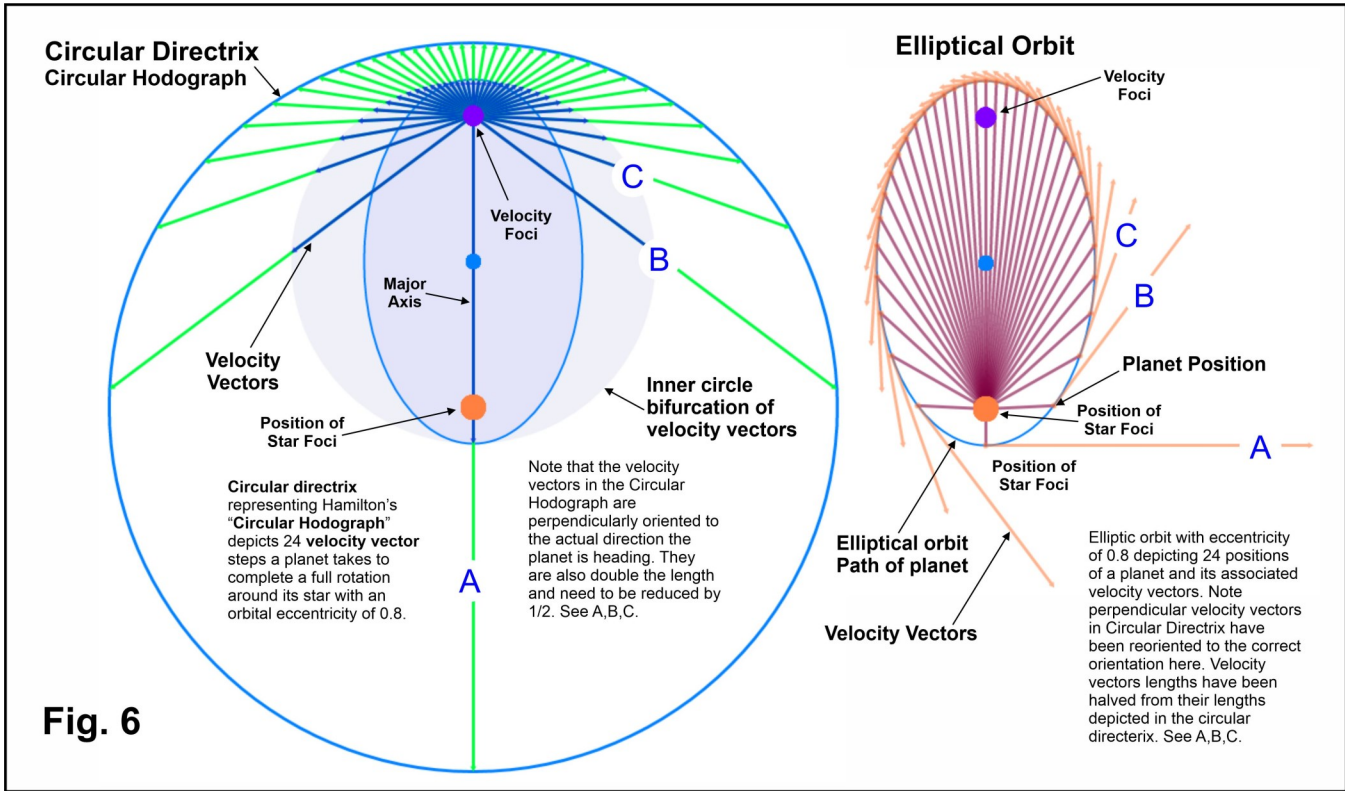 Circular Directrix
Circular Hodograph
Velocity
Foci
Major
Axis
Velocity
Vectors
Position of
Star Foci
Inner circle
bifurcation of
velocity vectors
C
B
A
Circular directrix
representing Hamilton's
"Circular Hodograph"
depicts 24 velocity vector
steps a planet takes to
complete a full rotation
around its star with an
orbital eccentricity of 0.8.
Note that the velocity
vectors in the Circular
Hodograph are
perpendicularly oriented to
the actual direction the
planet is heading. They
are also double the length
and need to be reduced by
1/2. See A,B,C.
Fig. 6
Elliptical Orbit
Velocity
Foci
C
B
Planet Position
Position of
Star Foci
A
Position of
Star Foci
Elliptical orbit
Path of planet
Velocity Vectors
Elliptic orbit with eccentricity
of 0.8 depicting 24 positions
of a planet and its associated
velocity vectors. Note
perpendicular velocity vectors
in Circular Directrix have
been reoriented to the correct
orientation here. Velocity
vectors lengths have been
halved from their lengths
depicted in the circular
directerix. See A,B,C.